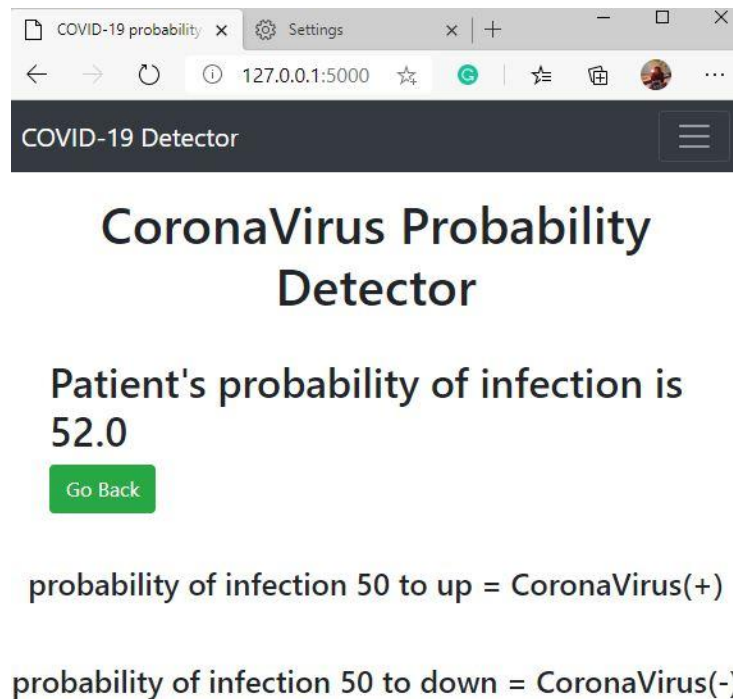 COVID-19 probability Settings
127.0.0.1:5000
COVID-19 Detector
CoronaVirus Probability
Detector
Patient's probability of infection is
52.0
Go Back
probability of infection 50 to up = CoronaVirus(+)
probability of infection 50 to down = CoronaVirus(-)